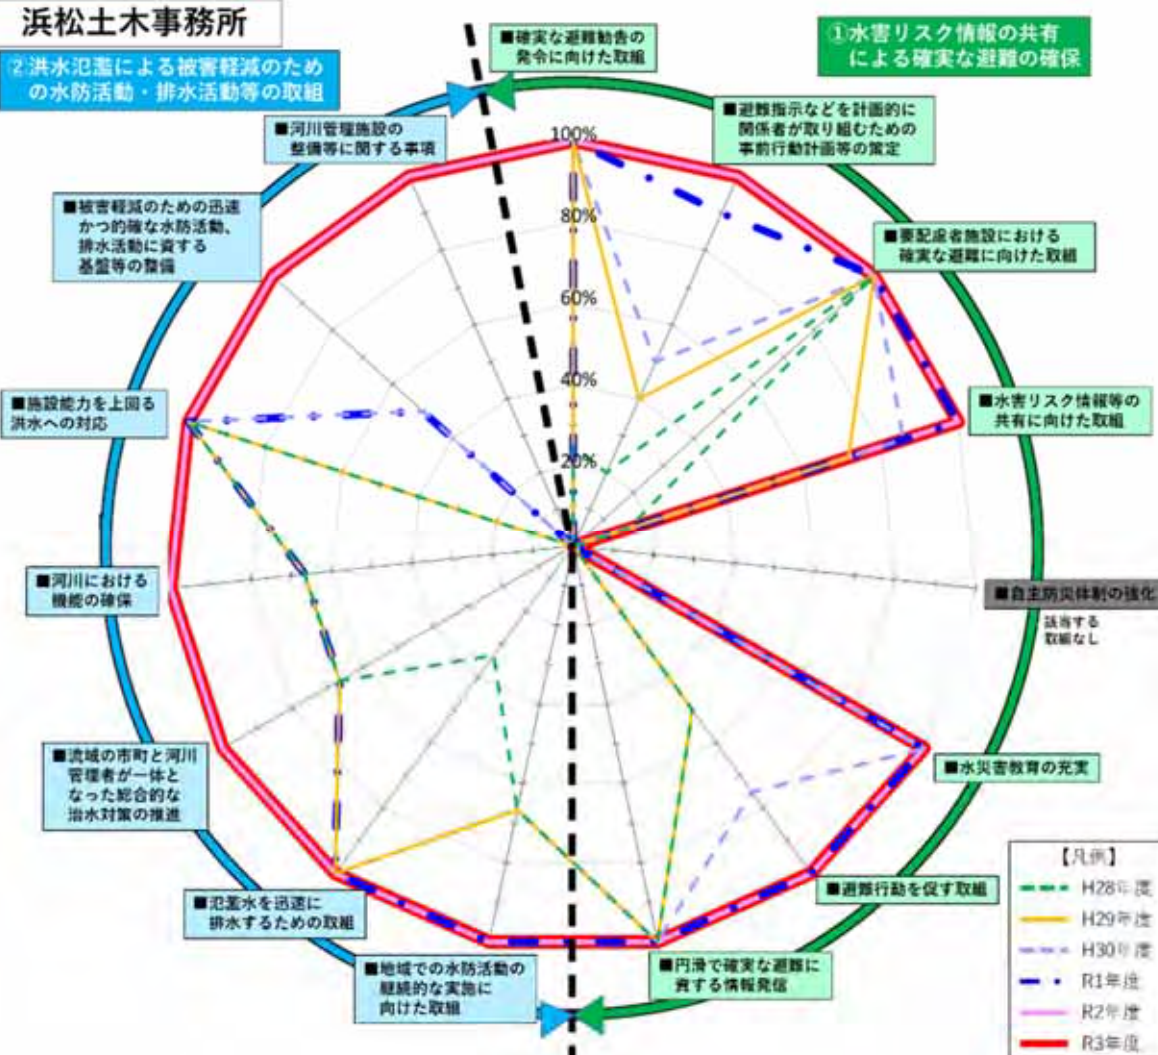 浜松土木事務所
②洪水氾濫による被害軽減のため
の水防活動・排水活動等の取組
①水害リスク情報の共有
による確実な避難の確保
■確実な避難勧告の
発令に向けた取組
■避難指示などを計画的に
関係者が取り組むための
事前行動計画等の策定
■要配慮者施設における
確実な避難に向けた取組
■水害リスク情報等の
共有に向けた取組
■自主防災体制の強化
該当する
取組なし
■水災害教育の充実
■避難行動を促す取組
■円滑で確実な避難に
資する情報発信
■地域での水防活動の
継続的な実施に
向けた取組
■氾濫水を迅速に
排水するための取組
■流域の市町と河川
管理者が一体と
なった総合的な
治水対策の推進
■河川における
機能の確保
■施設能力を上回る
洪水への対応
■被害軽減のための迅速
かつ的確な水防活動、
排水活動に資する
基盤等の整備
■河川管理施設の
整備等に関する事項
100%
80%
60%
40%
20%
【凡例】
H28年度
H29年度
H30年度
R1年度
R2年度
R3年度